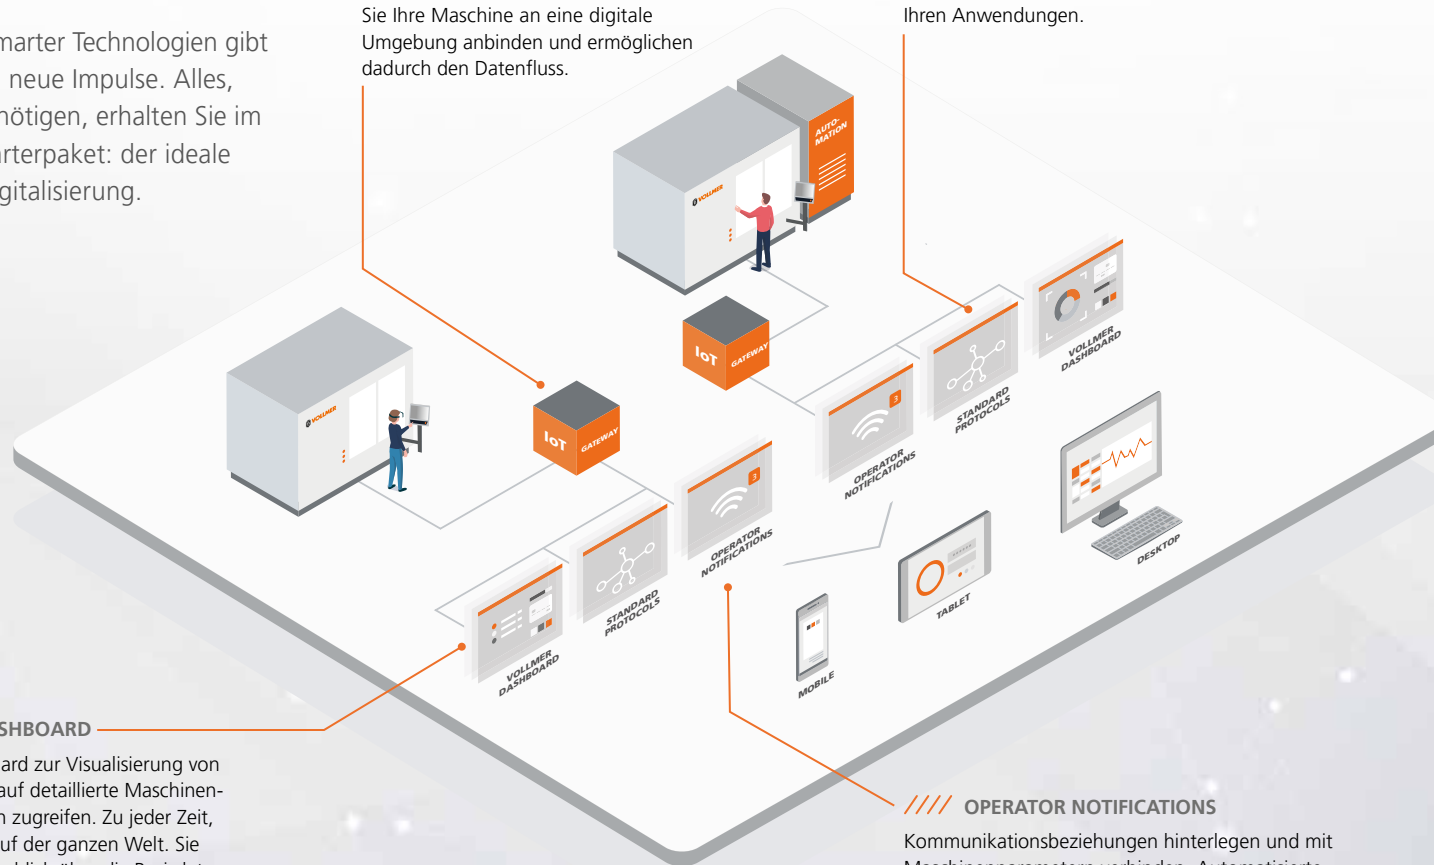 marter Technologien gibt
neue Impulse. Alles,
nötigen, erhalten Sie im
rterpaket: der ideale
gitalisierung.
Sie Ihre Maschine an eine digitale
Umgebung anbinden und ermöglichen
dadurch den Datenfluss.
Ihren Anwendungen.
AUTO-
MATION
VOLLMER
IoT
GATEWAY
VOLLMER
DASHBOARD
STANDARD
PROTOCOLS
3
OPERATOR
NOTIFICATIONS
VOLLMER
IoT
GATEWAY
3
OPERATOR
NOTIFICATIONS
STANDARD
PROTOCOLS
VOLLMER
DASHBOARD
DESKTOP
TABLET
MOBILE
SHBOARD
ard zur Visualisierung von
auf detaillierte Maschinen-
n zugreifen. Zu jeder Zeit,
uf der ganzen Welt. Sie
//// OPERATOR NOTIFICATIONS
Kommunikationsbeziehungen hinterlegen und mit